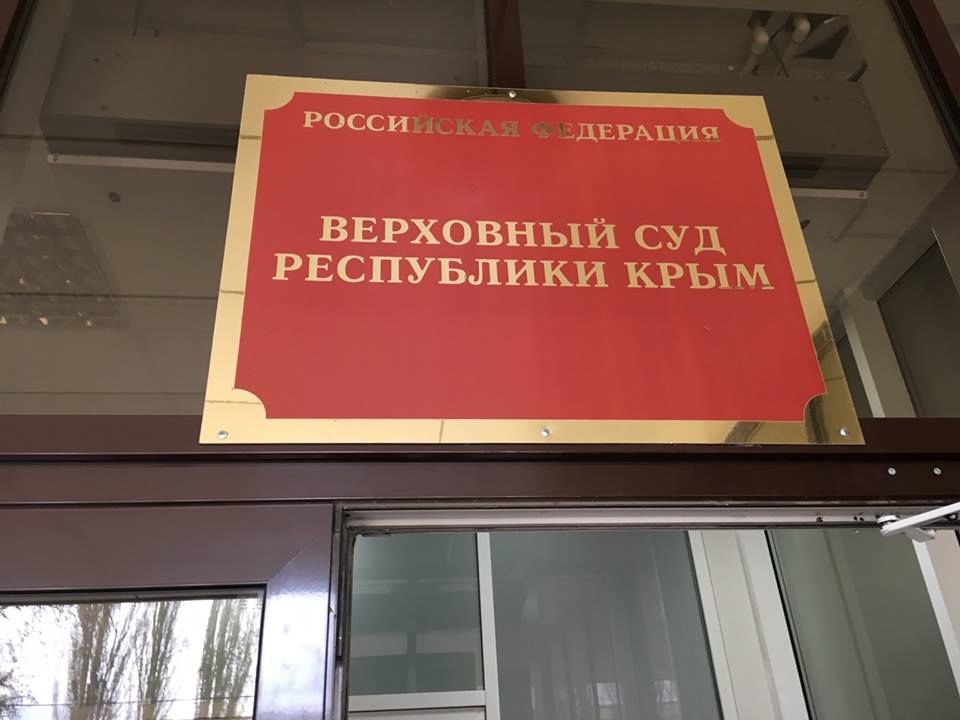 РОССИЙСКАЯ ФЕДЕРАЦИЯ
ВЕРХОВНЫЙ СУД
РЕСПУБЛИКИ КРЫМ